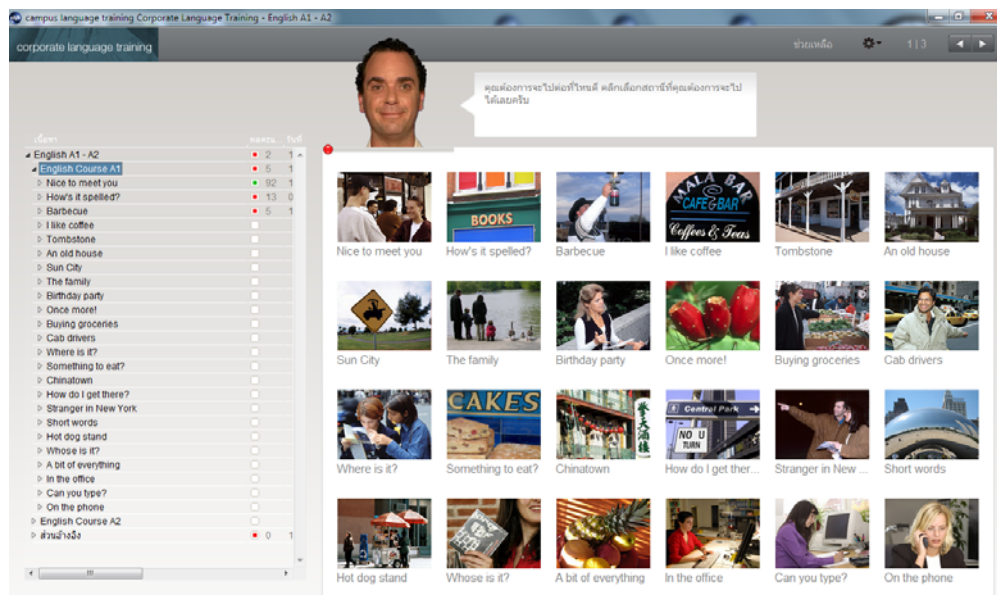 campus language training Corporate Language Training - English A1 - A2
corporate language training
ช่วยเหลือ
1|3
คุณต้องการจะไปต่อที่ไหนดี คลิกเลือกสถานีที่คุณต้องการจะไป
ได้เลยครับ
เนื้อหา
วันที่
English A1 - A2 2 1
English Course A1 5 1
Nice to meet you 92 1
How's it spelled? 13 0
Barbecue 5 1
I like coffee
Tombstone
An old house
Sun City
The family
Birthday party
Once more!
Buying groceries
Cab drivers
Where is it?
Something to eat?
Chinatown
How do I get there?
Stranger in New York
Short words
Hot dog stand
Whose is it?
A bit of everything
In the office
Can you type?
On the phone
English Course A2
ส่วนอ้างอิง 0 1
BOOKS
MALA BAR
CAFE & BAR
Coffees & Teas
Nice to meet you How's it spelled? Barbecue I like coffee Tombstone An old house
Sun City The family Birthday party Once more! Buying groceries Cab drivers
CAKES
Central Park
NO U
TURN
Where is it? Something to eat? Chinatown How do I get ther... Stranger in New ... Short words
Hot dog stand Whose is it? A bit of everything In the office Can you type? On the phone